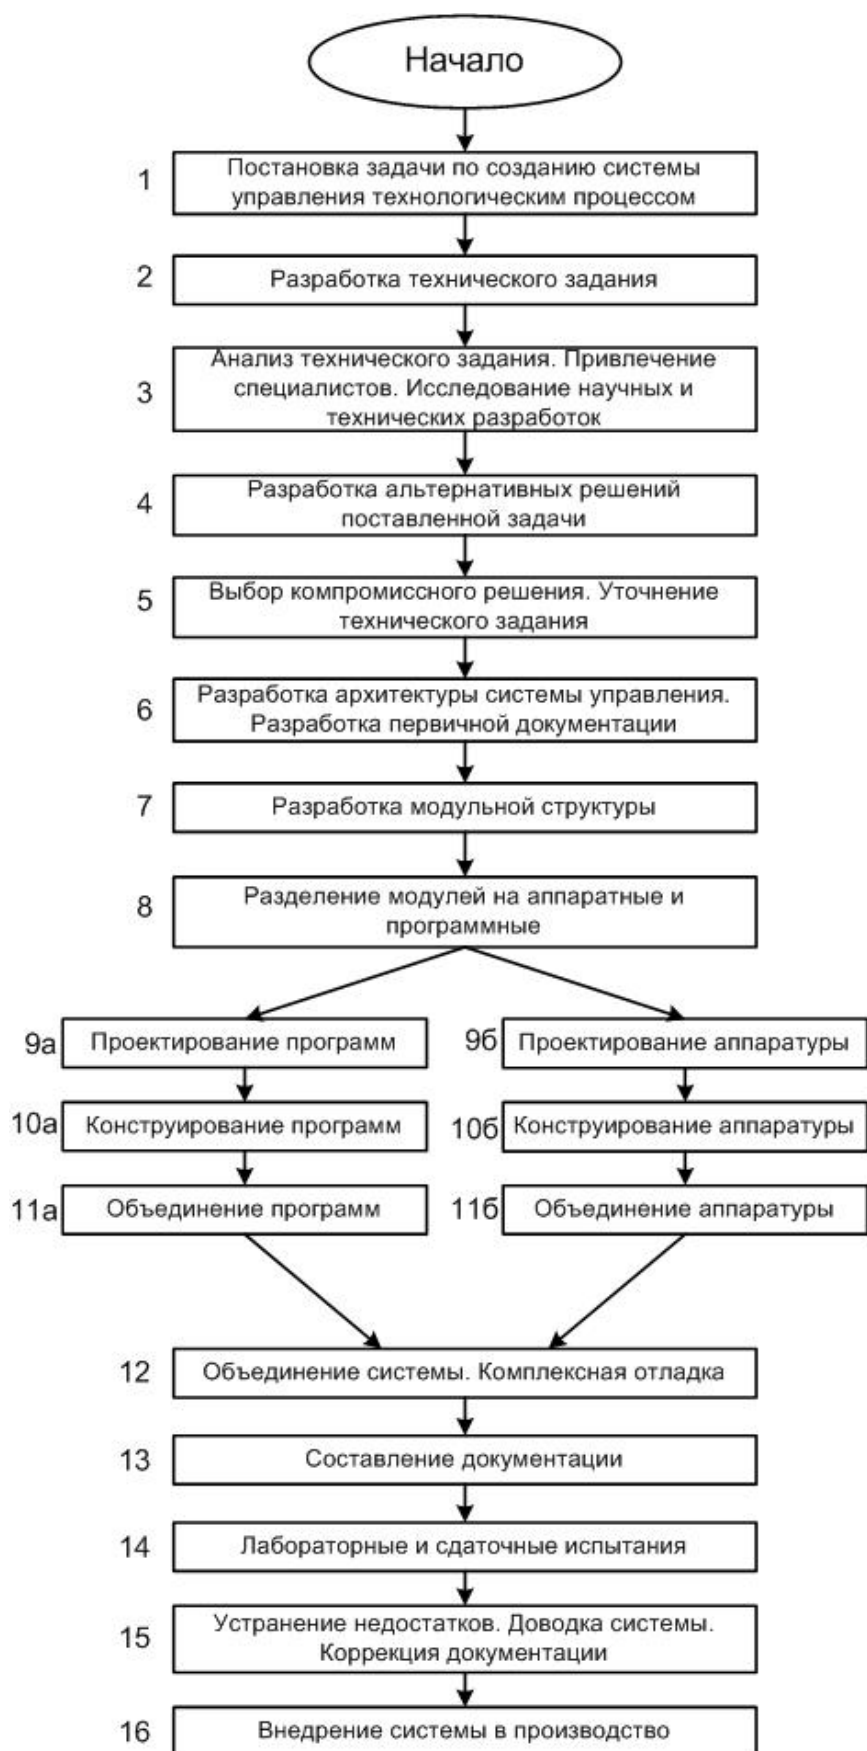 Начало
1
Постановка задачи по созданию системы
управления технологическим процессом
2
Разработка технического задания
3
Анализ технического задания. Привлечение
специалистов. Исследование научных и
технических разработок
4
Разработка альтернативных решений
поставленной задачи
5
Выбор компромиссного решения. Уточнение
технического задания
6
Разработка архитектуры системы управления.
Разработка первичной документации
7
Разработка модульной структуры
8
Разделение модулей на аппаратные и
программные
9а
Проектирование программ
9б
Проектирование аппаратуры
10а
Конструирование программ
10б
Конструирование аппаратуры
11а
Объединение программ
11б
Объединение аппаратуры
12
Объединение системы. Комплексная отладка
13
Составление документации
14
Лабораторные и сдаточные испытания
15
Устранение недостатков. Доводка системы.
Коррекция документации
16
Внедрение системы в производство